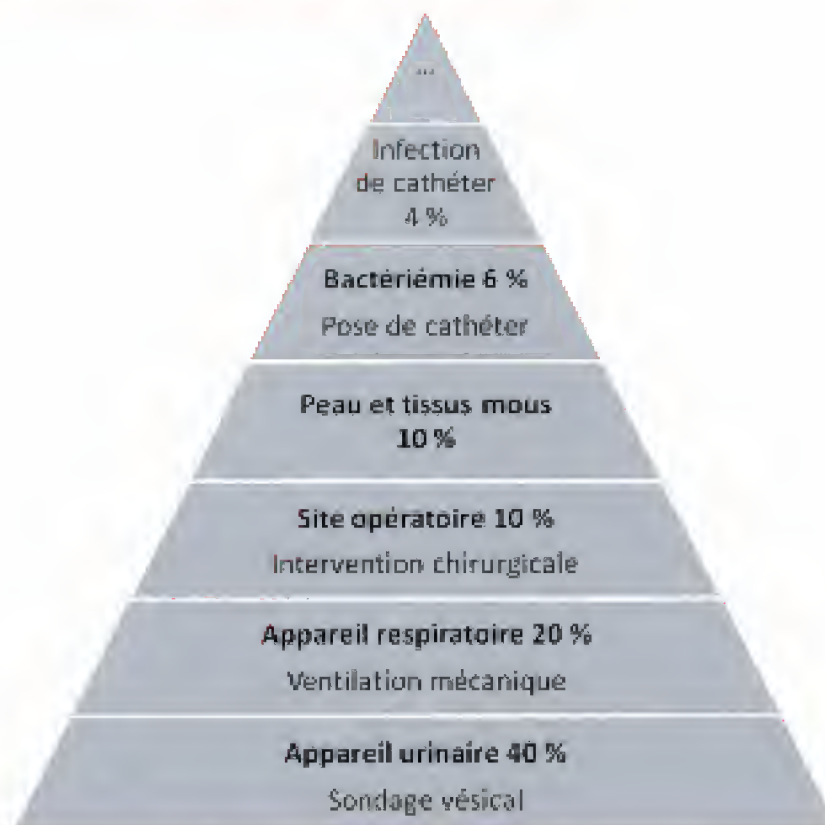 ...
Infection
de cathéter
4 %
Bactériémie 6 %
Pose de cathéter
Peau et tissus mous
10 %
Site opératoire 10 %
Intervention chirurgicale
Appareil respiratoire 20 %
Ventilation mécanique
Appareil urinaire 40 %
Sondage vésical